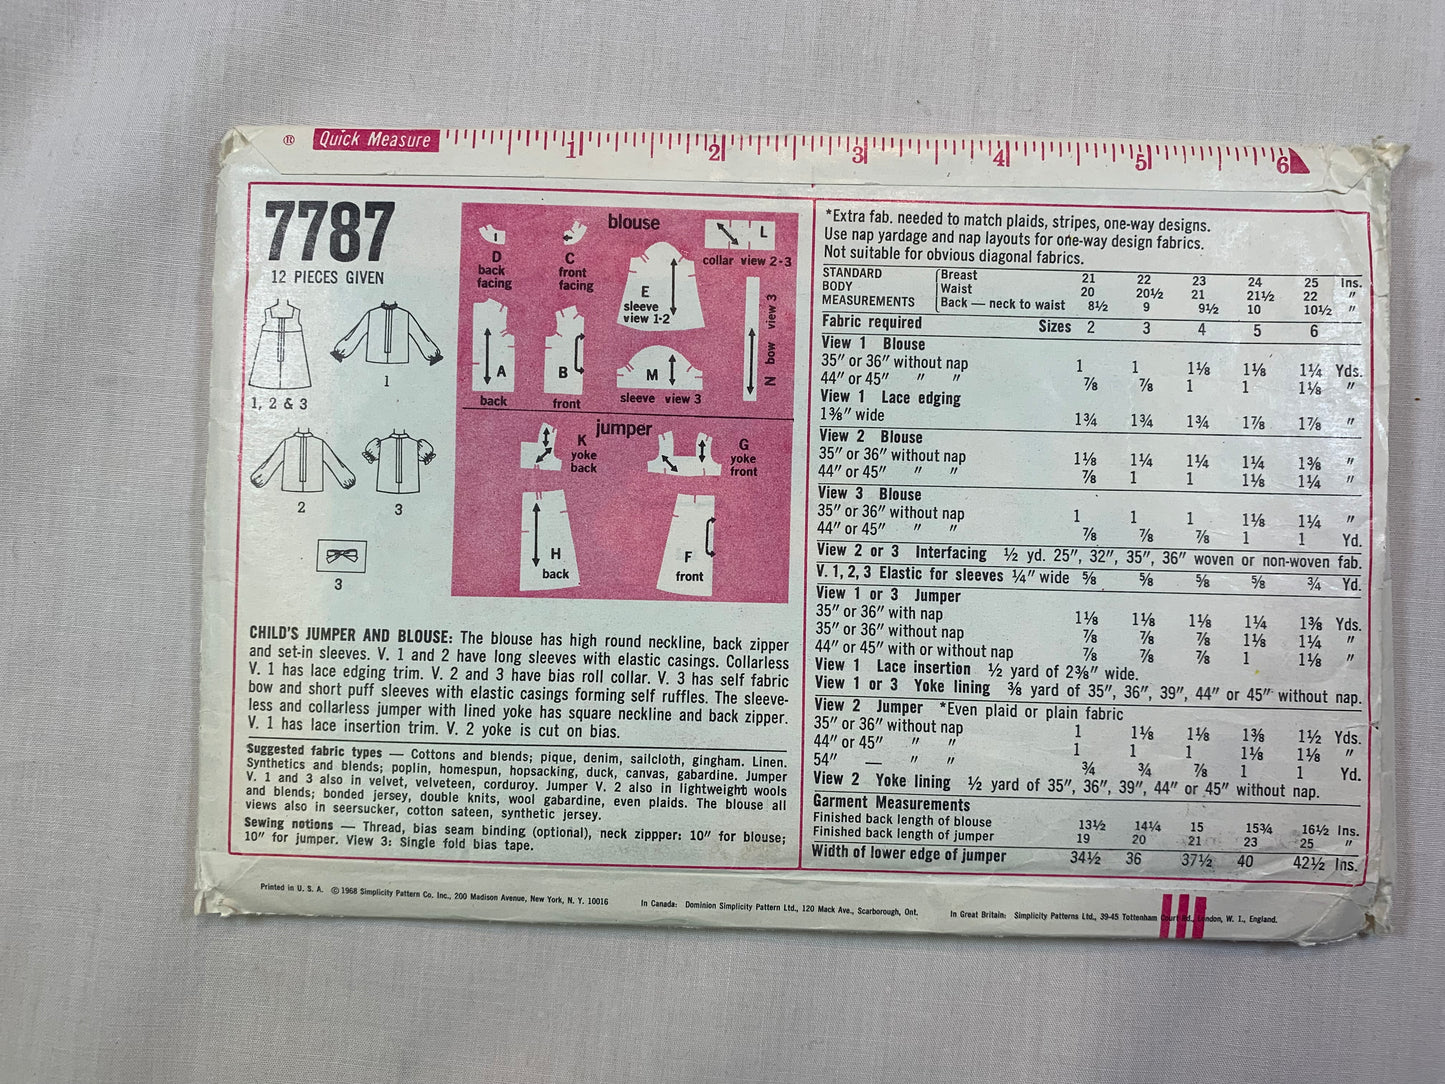 ® Quick Measure 1 2 3 4 5 6
7787
12 PIECES GIVEN
1, 2 & 3
1
2
3
3
blouse
I
D
back
facing
C
front
facing
E
sleeve
view 1-2
L
collar view 2-3
A
back
B
front
M
sleeve view 3
N bow view 3
jumper
K
yoke
back
G
yoke
front
H
back
F
front
CHILD'S JUMPER AND BLOUSE: The blouse has high round neckline, back zipper
and set-in sleeves. V. 1 and 2 have long sleeves with elastic casings. Collarless
V. 1 has lace edging trim. V. 2 and 3 have bias roll collar. V. 3 has self fabric
bow and short puff sleeves with elastic casings forming self ruffles. The sleeve-
less and collarless jumper with lined yoke has square neckline and back zipper.
V. 1 has lace insertion trim. V. 2 yoke is cut on bias.
Suggested fabric types — Cottons and blends; pique, denim, sailcloth, gingham. Linen.
Synthetics and blends; poplin, homespun, hopsacking, duck, canvas, gabardine. Jumper
V. 1 and 3 also in velvet, velveteen, corduroy. Jumper V. 2 also in lightweight wools
and blends; bonded jersey, double knits, wool gabardine, even plaids. The blouse all
views also in seersucker, cotton sateen, synthetic jersey.
Sewing notions — Thread, bias seam binding (optional), neck zippper: 10" for blouse;
10" for jumper. View 3: Single fold bias tape.
*Extra fab. needed to match plaids, stripes, one-way designs.
Use nap yardage and nap layouts for one-way design fabrics.
Not suitable for obvious diagonal fabrics.
STANDARD BODY MEASUREMENTS
Breast 21 22 23 24 25 Ins.
Waist 20 20½ 21 21½ 22 "
Back — neck to waist 8½ 9 9½ 10 10½ "
Fabric required Sizes 2 3 4 5 6
View 1 Blouse
35" or 36" without nap 1 1 1⅛ 1⅛ 1¼ Yds.
44" or 45" " " ⅞ ⅞ 1 1 1⅛ "
View 1 Lace edging
1⅜" wide 1¾ 1¾ 1¾ 1⅞ 1⅞ "
View 2 Blouse
35" or 36" without nap 1⅛ 1¼ 1¼ 1¼ 1⅜ "
44" or 45" " " ⅞ 1 1 1⅛ 1¼ "
View 3 Blouse
35" or 36" without nap 1 1 1 1⅛ 1¼ "
44" or 45" " " ⅞ ⅞ ⅞ 1 1 Yd.
View 2 or 3 Interfacing ½ yd. 25", 32", 35", 36" woven or non-woven fab.
V. 1, 2, 3 Elastic for sleeves ¼" wide ⅝ ⅝ ⅝ ⅝ ¾ Yd.
View 1 or 3 Jumper
35" or 36" with nap 1⅛ 1⅛ 1⅛ 1¼ 1⅜ Yds.
35" or 36" without nap ⅞ ⅞ ⅞ 1⅛ 1¼ "
44" or 45" with or without nap ⅞ ⅞ ⅞ 1 1⅛ "
View 1 Lace insertion ½ yard of 2⅜" wide.
View 1 or 3 Yoke lining ⅜ yard of 35", 36", 39", 44" or 45" without nap.
View 2 Jumper *Even plaid or plain fabric
35" or 36" without nap 1 1⅛ 1⅛ 1⅜ 1½ Yds.
44" or 45" " " 1 1 1 1⅛ 1⅛ "
54" — " " ¾ ¾ ⅞ 1 1 Yd.
View 2 Yoke lining ½ yard of 35", 36", 39", 44" or 45" without nap.
Garment Measurements
Finished back length of blouse 13½ 14¼ 15 15¾ 16½ Ins.
Finished back length of jumper 19 20 21 23 25 "
Width of lower edge of jumper 34½ 36 37½ 40 42½ Ins.
Printed in U. S. A. © 1968 Simplicity Pattern Co. Inc., 200 Madison Avenue, New York, N. Y. 10016 In Canada: Dominion Simplicity Pattern Ltd., 120 Mack Ave., Scarborough, Ont. In Great Britain: Simplicity Patterns Ltd., 39-45 Tottenham Court Rd., London, W. I., England.